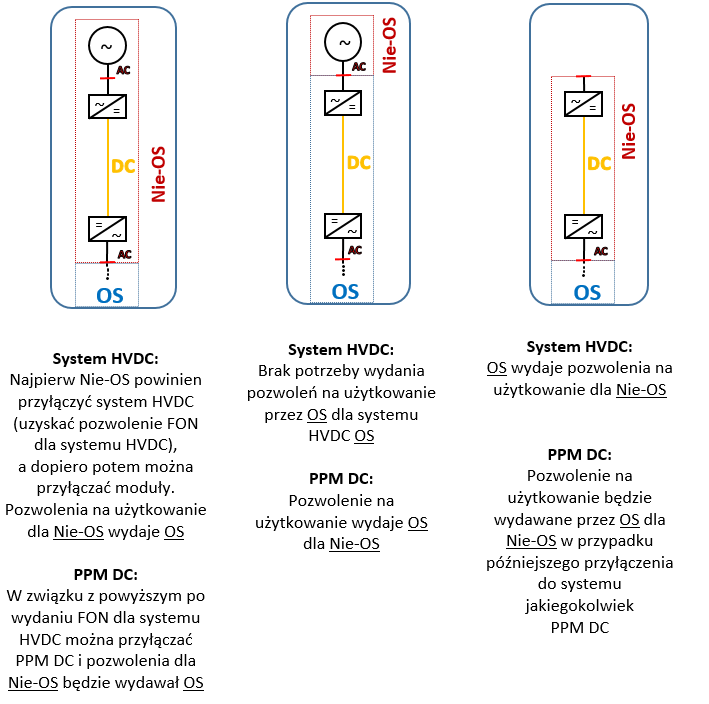 ~
AC
~
=
DC
Nie-OS
=
~
AC
OS
System HVDC:
Najpierw Nie-OS powinien
przyłączyć system HVDC
(uzyskać pozwolenie FON
dla systemu HVDC),
a dopiero potem można
przyłączać moduły.
Pozwolenia na użytkowanie
dla Nie-OS wydaje OS
PPM DC:
W związku z powyższym po
wydaniu FON dla systemu
HVDC można przyłączać
PPM DC i pozwolenia dla
Nie-OS będzie wydawał OS
~
Nie-OS
AC
~
=
DC
=
~
AC
OS
System HVDC:
Brak potrzeby wydania
pozwoleń na użytkowanie
przez OS dla systemu
HVDC OS
PPM DC:
Pozwolenie na
użytkowanie wydaje OS
dla Nie-OS
~
=
Nie-OS
DC
=
~
AC
OS
System HVDC:
OS wydaje pozwolenia na
użytkowanie dla Nie-OS
PPM DC:
Pozwolenie na
użytkowanie będzie
wydawane przez OS dla
Nie-OS w przypadku
późniejszego przyłączenia
do systemu
jakiegokolwiek
PPM DC